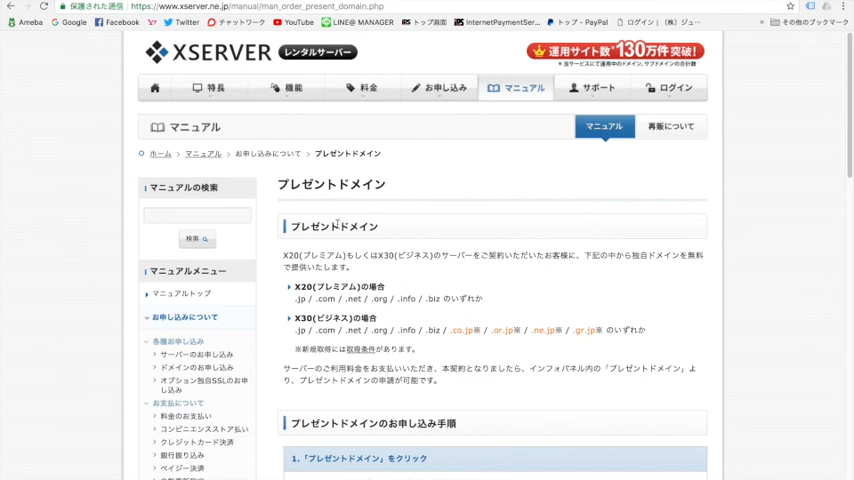 保護された通信 | https://www.xserver.ne.jp/manual/man_order_present_domain.php
Ameba Google Facebook Twitter チャットワーク YouTube LINE@ MANAGER トップ画面 InternetPaymentSer... トップ - PayPal ログイン | (株)ジュー... » その他のブックマーク
XSERVER レンタルサーバー 運用サイト数※130万件突破!
※ 当サービスにて運用中のドメイン、サブドメインの合計数
特長 機能 料金 お申し込み マニュアル サポート ログイン
マニュアル マニュアル 再販について
ホーム > マニュアル > お申し込みについて > プレゼントドメイン
マニュアルの検索
検索
マニュアルメニュー
マニュアルトップ
お申し込みについて
各種お申し込み
サーバーのお申し込み
ドメインのお申し込み
オプション独自SSLのお申
し込み
お支払について
料金のお支払い
コンビニエンスストア払い
クレジットカード決済
銀行振り込み
ペイジー決済
プレゼントドメイン
プレゼントドメイン
X20(プレミアム)もしくはX30(ビジネス)のサーバーをご契約いただいたお客様に、下記の中から独自ドメインを無料
で提供いたします。
X20(プレミアム)の場合
.jp / .com / .net / .org / .info / .biz のいずれか
X30(ビジネス)の場合
.jp / .com / .net / .org / .info / .biz / .co.jp※ / .or.jp※ / .ne.jp※ / .gr.jp※ のいずれか
※新規取得には取得条件があります。
サーバーのご利用料金をお支払いいただき、本契約となりましたら、インフォパネル内の「プレゼントドメイン」よ
り、プレゼントドメインの申請が可能です。
プレゼントドメインのお申し込み手順
1.「プレゼントドメイン」をクリック